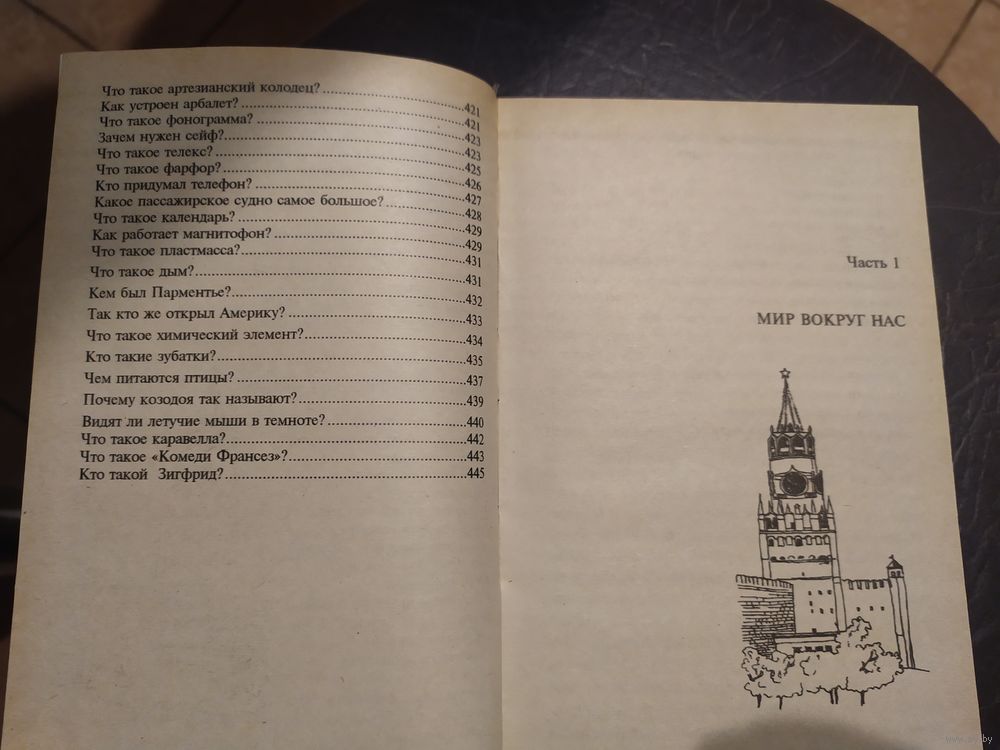 Что такое артезианский колодец?........421
Как устроен арбалет?........421
Что такое фонограмма?........423
Зачем нужен сейф?........423
Что такое телекс?........425
Что такое фарфор?........426
Кто придумал телефон?........427
Какое пассажирское судно самое большое?........428
Что такое календарь?........429
Как работает магнитофон?........429
Что такое пластмасса?........431
Что такое дым?........431
Кем был Парментье?........432
Так кто же открыл Америку?........433
Что такое химический элемент?........434
Кто такие зубатки?........435
Чем питаются птицы?........437
Почему козодоя так называют?........439
Видят ли летучие мыши в темноте?........440
Что такое каравелла?........442
Что такое «Комеди Франсез»?........443
Кто такой Зигфрид?........445
Часть 1
МИР ВОКРУГ НАС